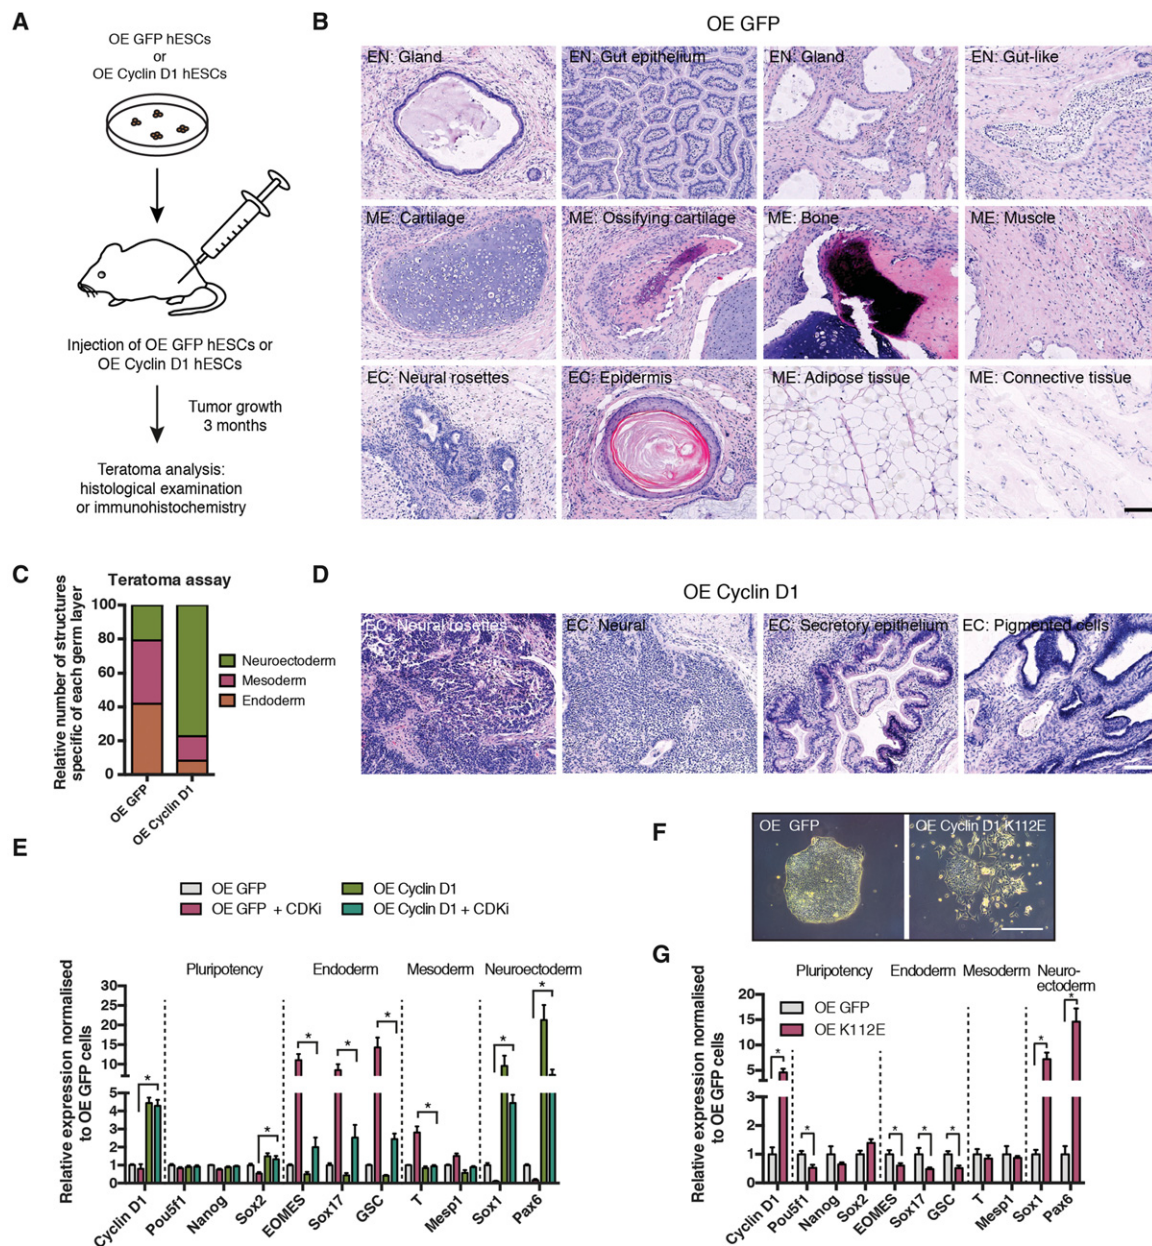 A
OE GFP hESCs
or
OE Cyclin D1 hESCs
Injection of OE GFP hESCs or
OE Cyclin D1 hESCs
Tumor growth
3 months
Teratoma analysis:
histological examination
or immunohistochemistry
B
OE GFP
EN: Gland
EN: Gut epithelium
EN: Gland
EN: Gut-like
ME: Cartilage
ME: Ossifying cartilage
ME: Bone
ME: Muscle
EC: Neural rosettes
EC: Epidermis
ME: Adipose tissue
ME: Connective tissue
C
Teratoma assay
Relative number of structures
specific of each germ layer
100
80
60
40
20
0
OE GFP
OE Cyclin D1
Neuroectoderm
Mesoderm
Endoderm
D
OE Cyclin D1
EC: Neural rosettes
EC: Neural
EC: Secretory epithelium
EC: Pigmented cells
E
OE GFP
OE GFP + CDKi
OE Cyclin D1
OE Cyclin D1 + CDKi
Pluripotency
Endoderm
Mesoderm
Neuroectoderm
Relative expression normalised
to OE GFP cells
30
25
20
15
10
5
5
4
3
2
1
0
*
*
*
*
*
*
*
*
Cyclin D1
Pou5f1
Nanog
Sox2
EOMES
Sox17
GSC
T
Mesp1
Sox1
Pax6
F
OE GFP
OE Cyclin D1 K112E
G
Pluripotency
Endoderm
Mesoderm
Neuro-
ectoderm
OE GFP
OE K112E
Relative expression normalised
to OE GFP cells
20
15
10
5
3
2
1
0
*
*
*
*
*
*
*
Cyclin D1
Pou5f1
Nanog
Sox2
EOMES
Sox17
GSC
T
Mesp1
Sox1
Pax6